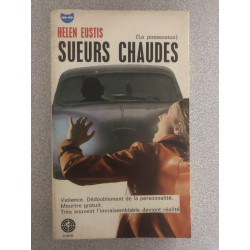 HELEN EUSTIS
(La possession)
SUEURS CHAUDES
Violence. Dédoublement de la personnalité.
Meurtre gratuit.
Très souvent l'invraisemblable devient réalité